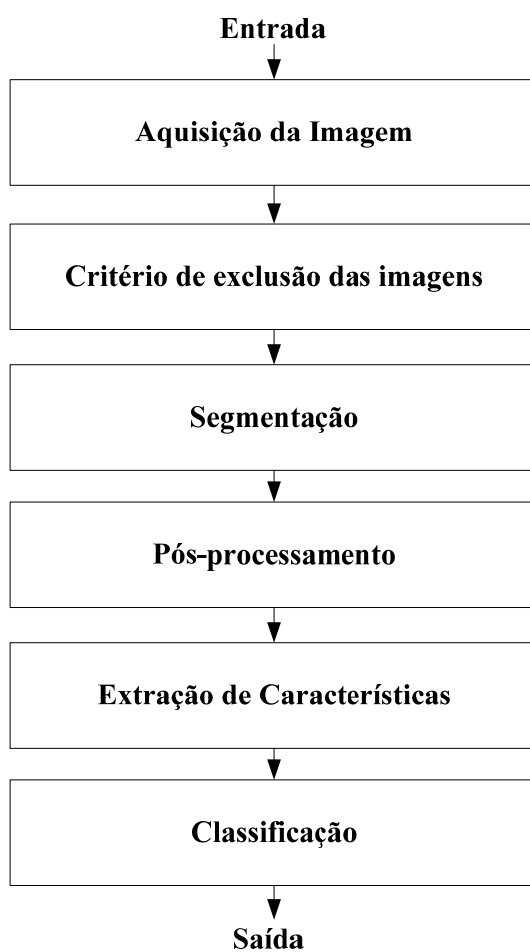 Entrada
Aquisição da Imagem
Critério de exclusão das imagens
Segmentação
Pós-processamento
Extração de Características
Classificação
Saída